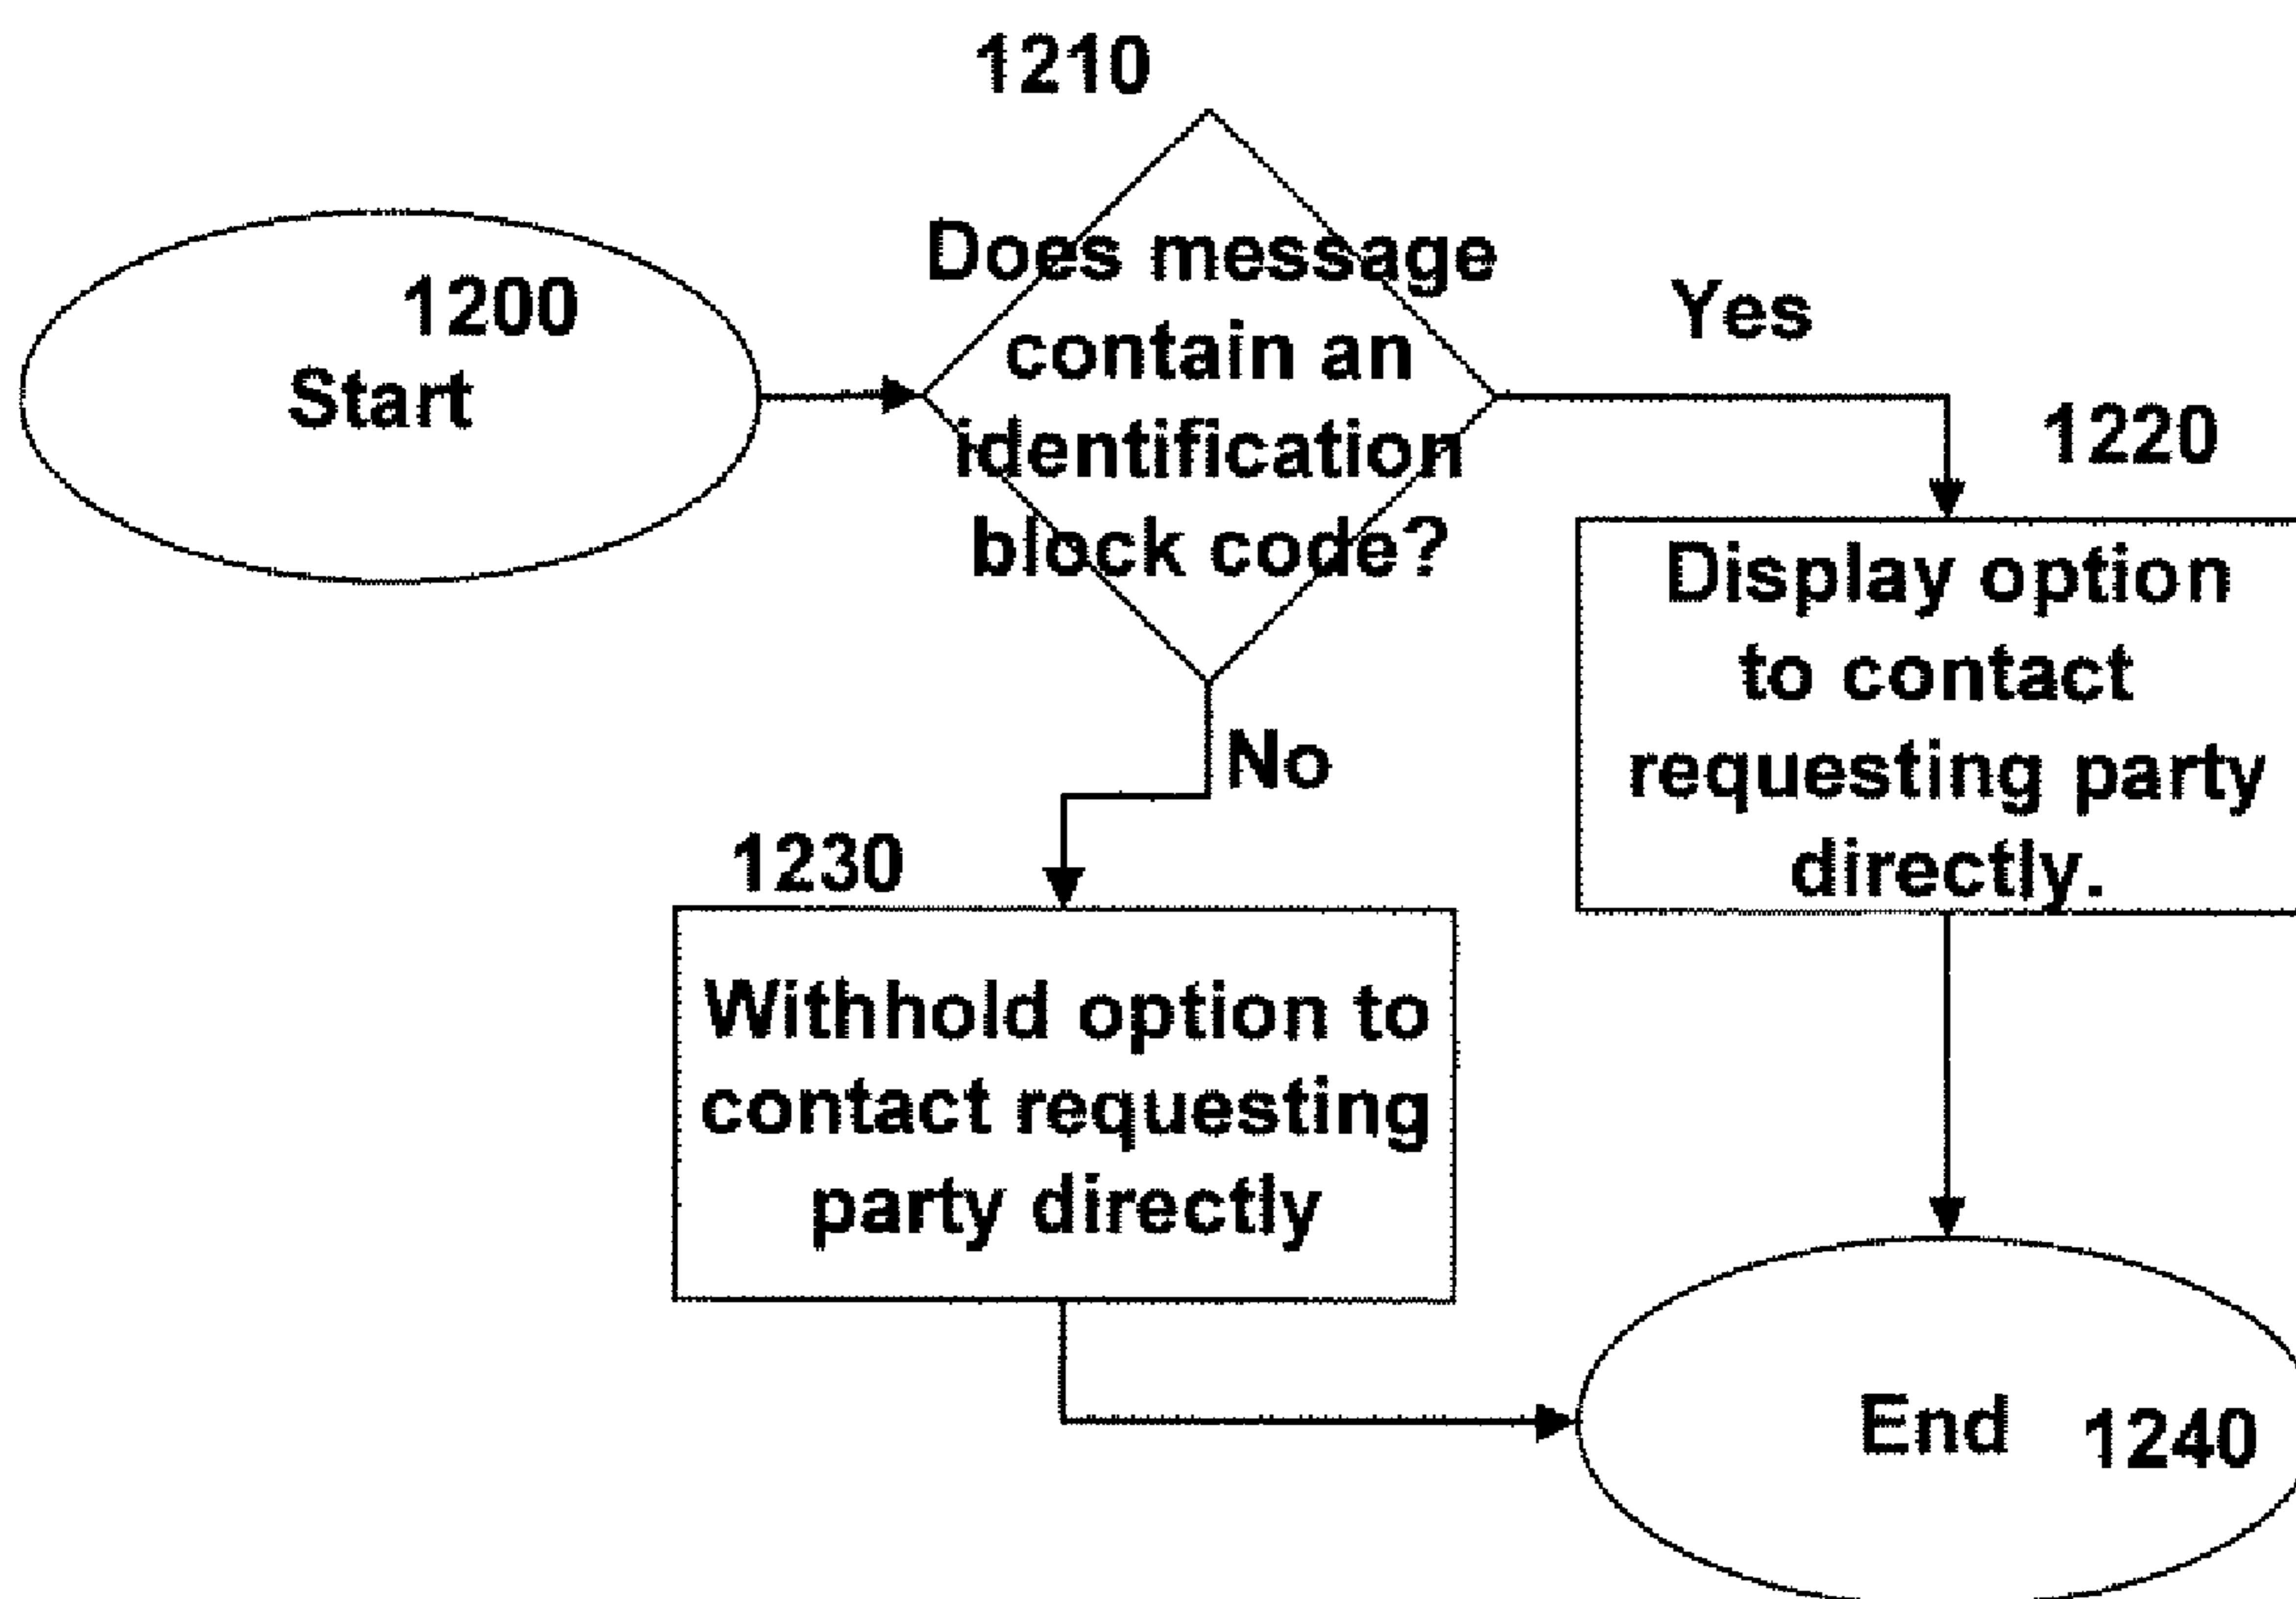 1200
Start
1210
Does message
contain an
identification
block code?
Yes
No
1220
Display option
to contact
requesting party
directly.
1230
Withhold option to
contact requesting
party directly
End
1240